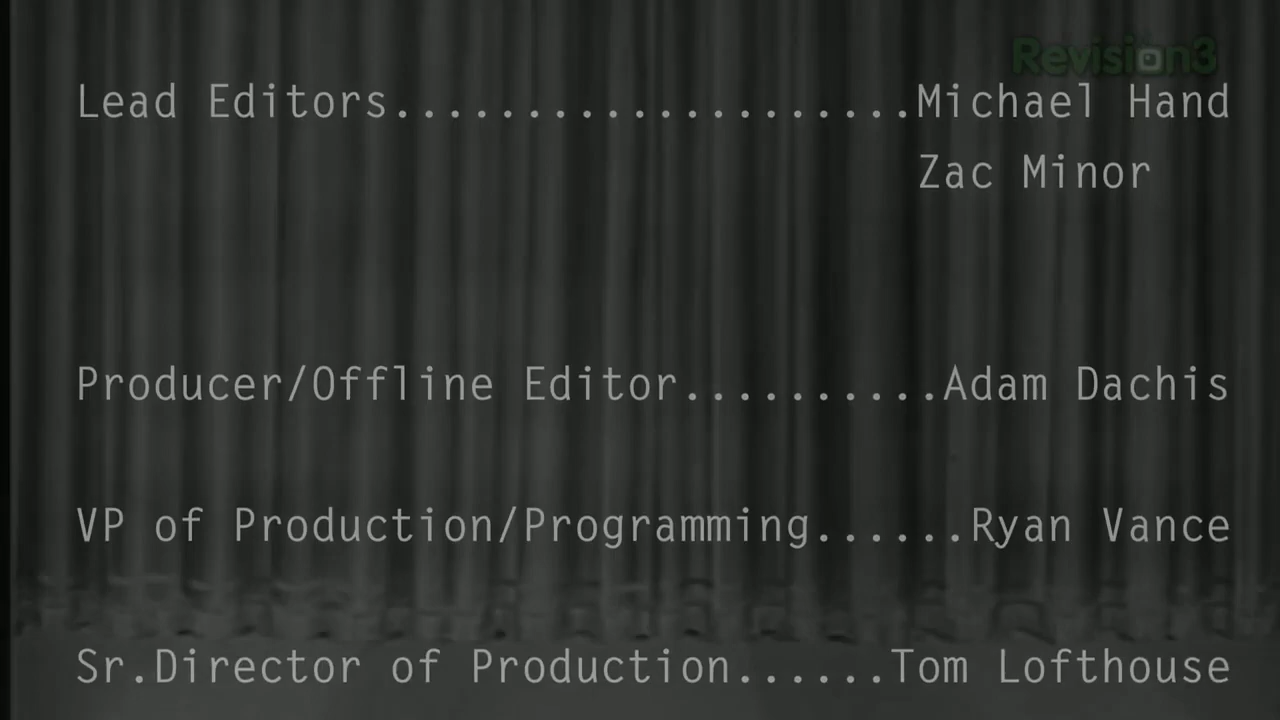 Revision3
Lead Editors....................Michael Hand
Zac Minor
Producer/Offline Editor..........Adam Dachis
VP of Production/Programming......Ryan Vance
Sr.Director of Production......Tom Lofthouse